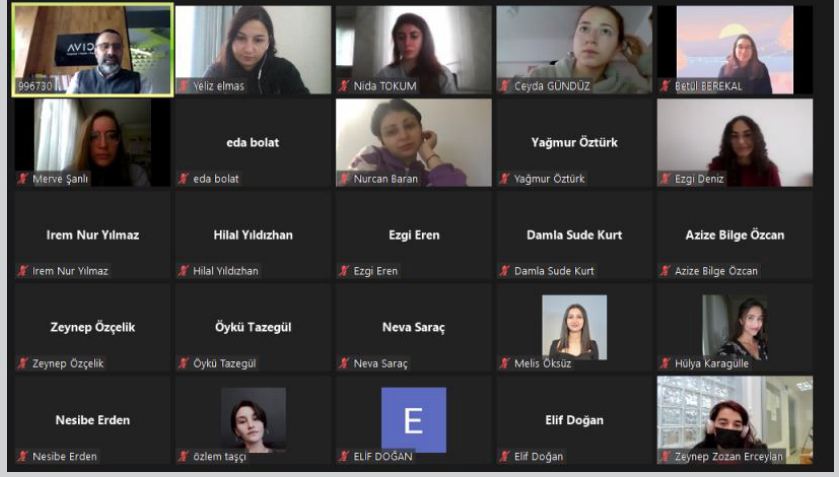 AVID
996730
Yeliz elmas
Nida TOKUM
Ceyda GÜNDÜZ
Betül BEREKAL
Merve Şanlı
eda bolat
eda bolat
Nurcan Baran
Yağmur Öztürk
Yağmur Öztürk
Ezgi Deniz
Irem Nur Yılmaz
Irem Nur Yılmaz
Hilal Yıldızhan
Hilal Yıldızhan
Ezgi Eren
Ezgi Eren
Damla Sude Kurt
Damla Sude Kurt
Azize Bilge Özcan
Azize Bilge Özcan
Zeynep Özçelik
Zeynep Özçelik
Öykü Tazegül
Öykü Tazegül
Neva Saraç
Neva Saraç
Melis Öksüz
Hülya Karagülle
Nesibe Erden
Nesibe Erden
özlem taşçı
E
ELİF DOĞAN
Elif Doğan
Elif Doğan
Zeynep Zozan Erceylan